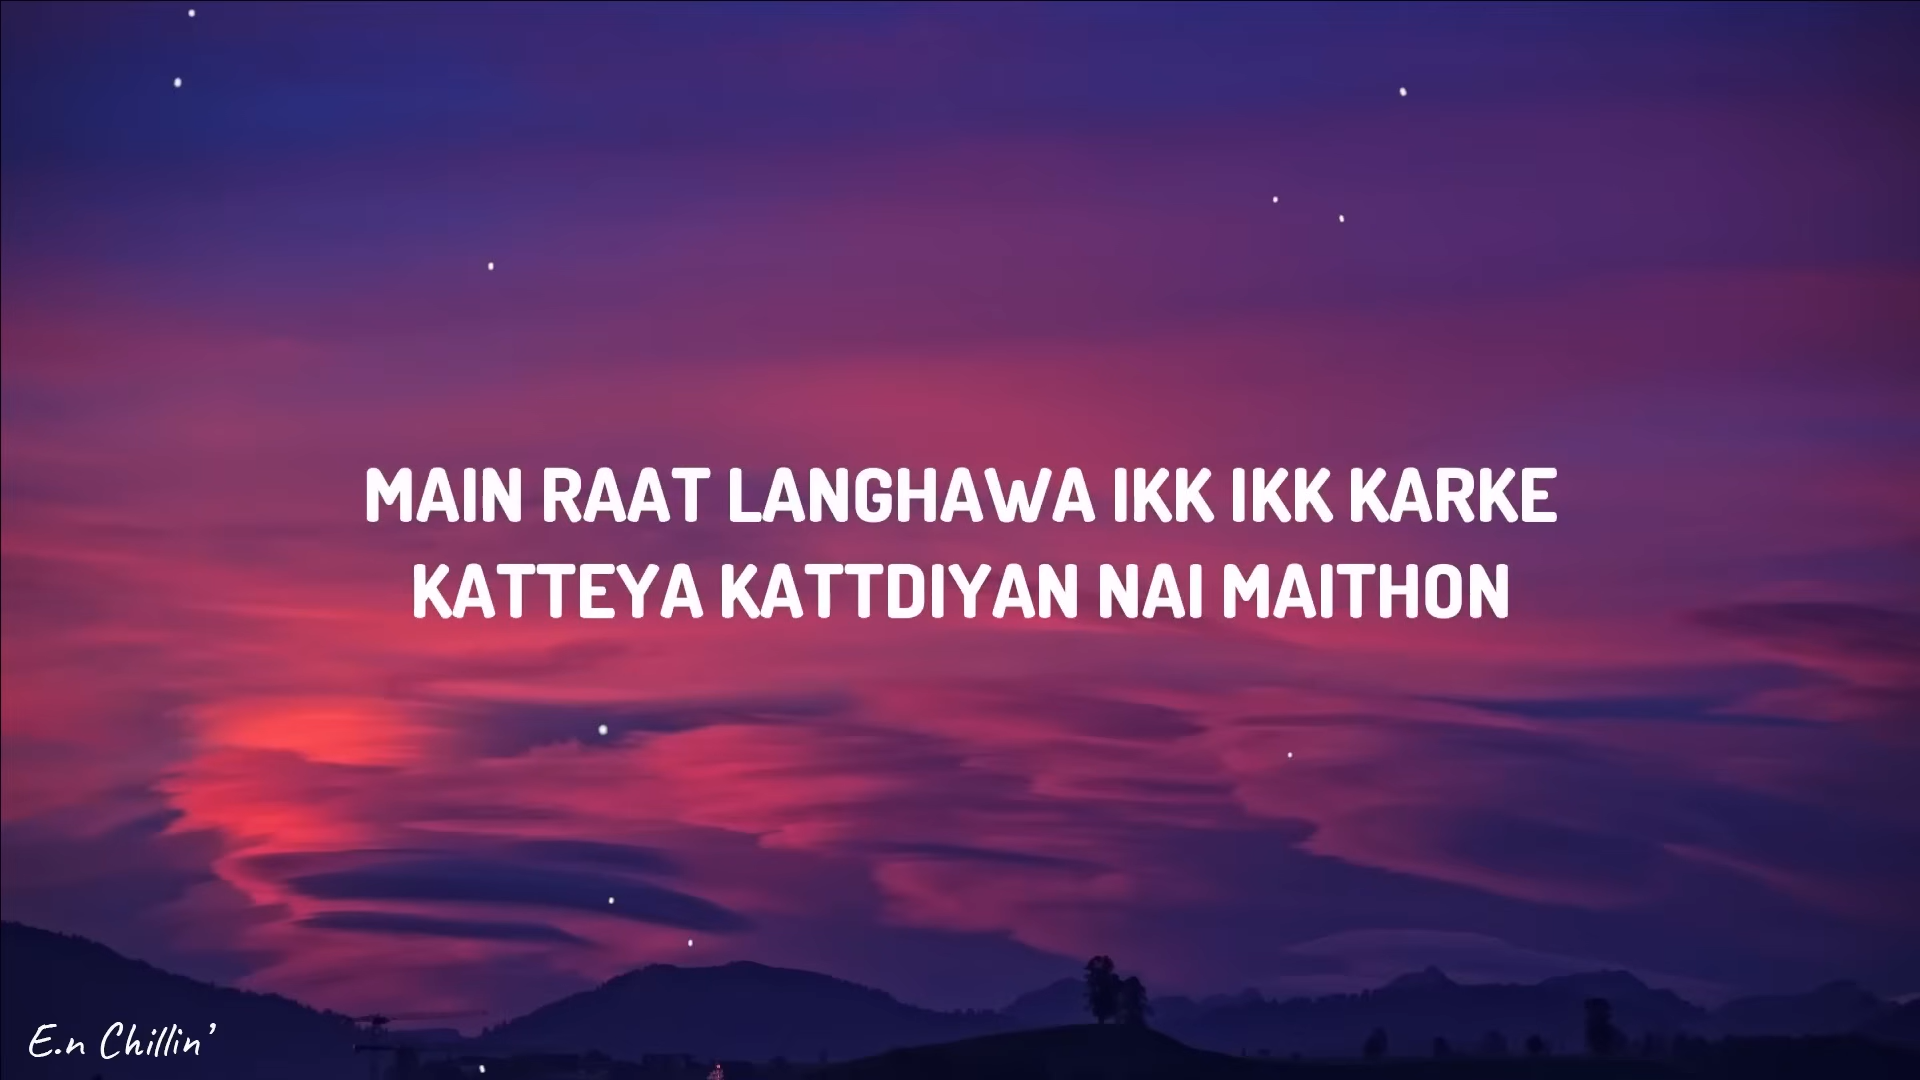 MAIN RAAT LANGHAWA IKK IKK KARKE
KATTEYA KATTDIYAN NAI MAITHON
E.n Chillin'